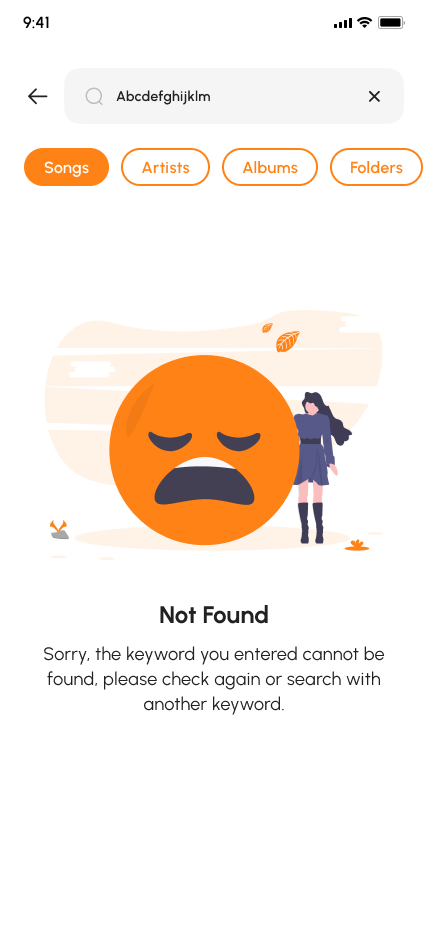 9:41
Abcdefghijklm
Songs
Artists
Albums
Folders
Not Found
Sorry, the keyword you entered cannot be
found, please check again or search with
another keyword.